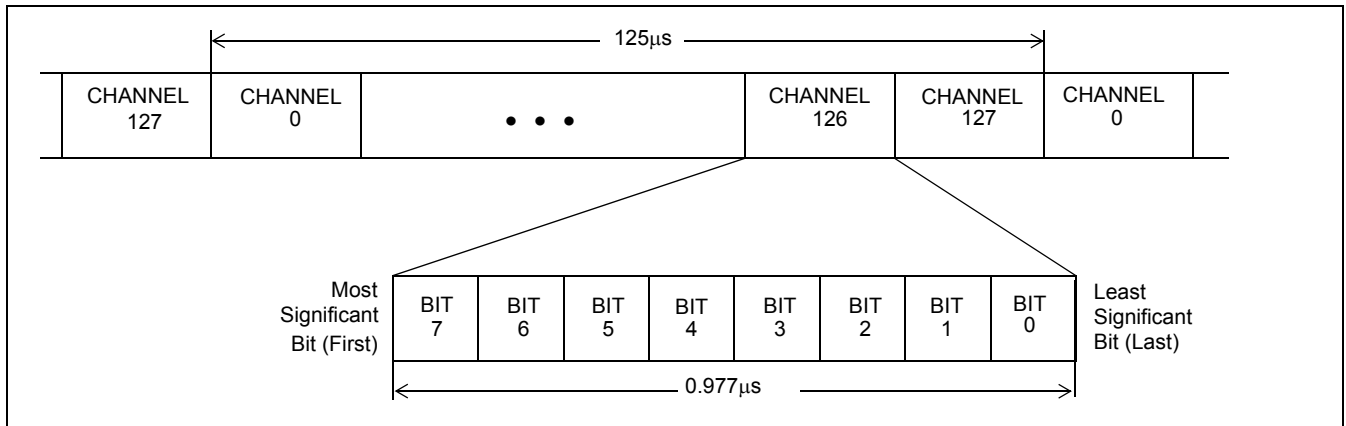 125μs
CHANNEL 127
CHANNEL 0
• • •
CHANNEL 126
CHANNEL 127
CHANNEL 0
Most
Significant
Bit (First)
BIT 7
BIT 6
BIT 5
BIT 4
BIT 3
BIT 2
BIT 1
BIT 0
Least
Significant
Bit (Last)
0.977μs